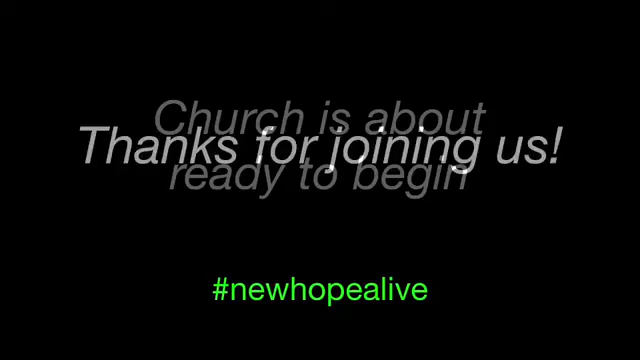 Church is about
Thanks for joining us!
ready to begin
#newhopealive